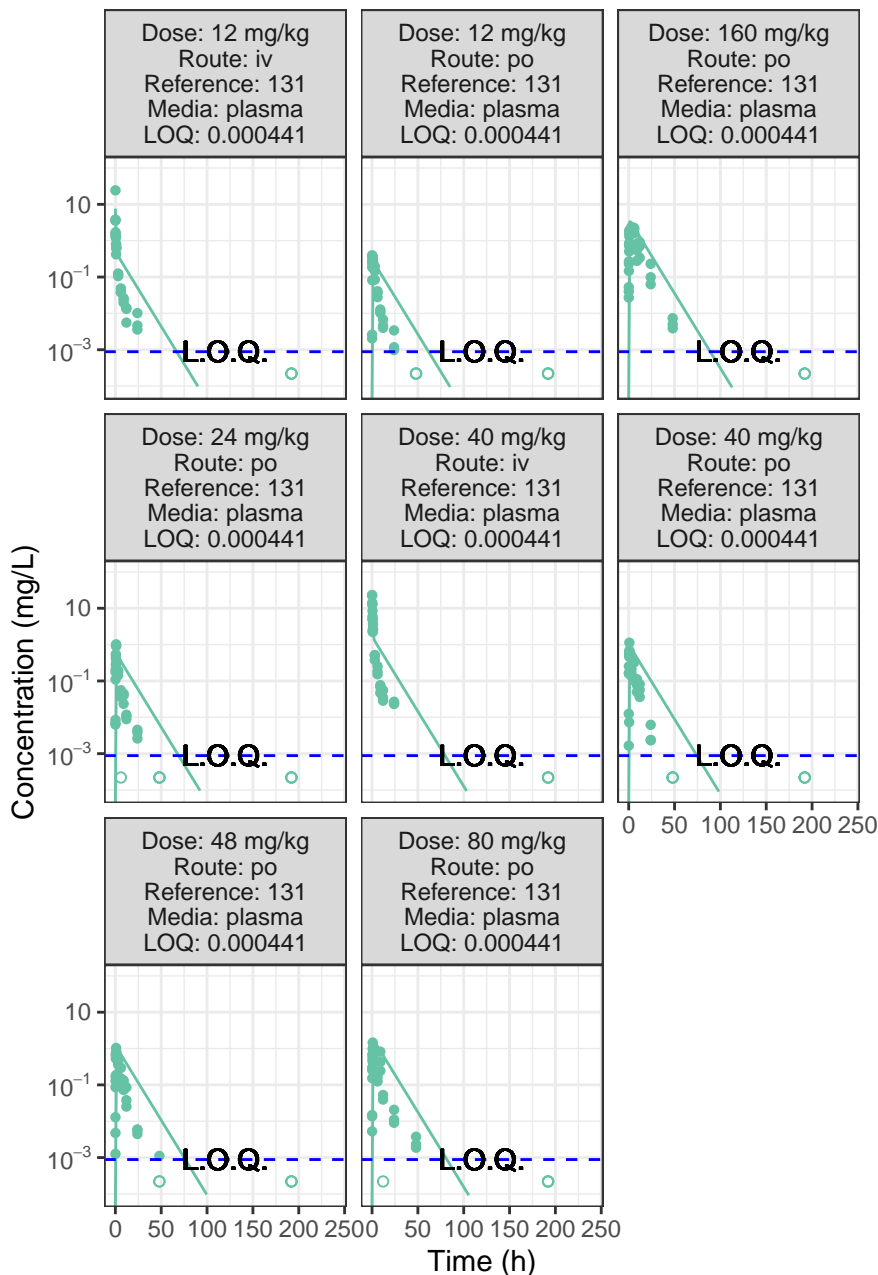 Dose: 12 mg/kg
Route: iv
Reference: 131
Media: plasma
LOQ: 0.000441
Dose: 12 mg/kg
Route: po
Reference: 131
Media: plasma
LOQ: 0.000441
Dose: 160 mg/kg
Route: po
Reference: 131
Media: plasma
LOQ: 0.000441
10
10⁻¹
10⁻³
L.O.Q.
L.O.Q.
L.O.Q.
Dose: 24 mg/kg
Route: po
Reference: 131
Media: plasma
LOQ: 0.000441
Dose: 40 mg/kg
Route: iv
Reference: 131
Media: plasma
LOQ: 0.000441
Dose: 40 mg/kg
Route: po
Reference: 131
Media: plasma
LOQ: 0.000441
Concentration (mg/L)
10
10⁻¹
10⁻³
L.O.Q.
L.O.Q.
L.O.Q.
0 50 100 150 200 250
Dose: 48 mg/kg
Route: po
Reference: 131
Media: plasma
LOQ: 0.000441
Dose: 80 mg/kg
Route: po
Reference: 131
Media: plasma
LOQ: 0.000441
10
10⁻¹
10⁻³
L.O.Q.
L.O.Q.
0 50 100 150 200 250
0 50 100 150 200 250
Time (h)